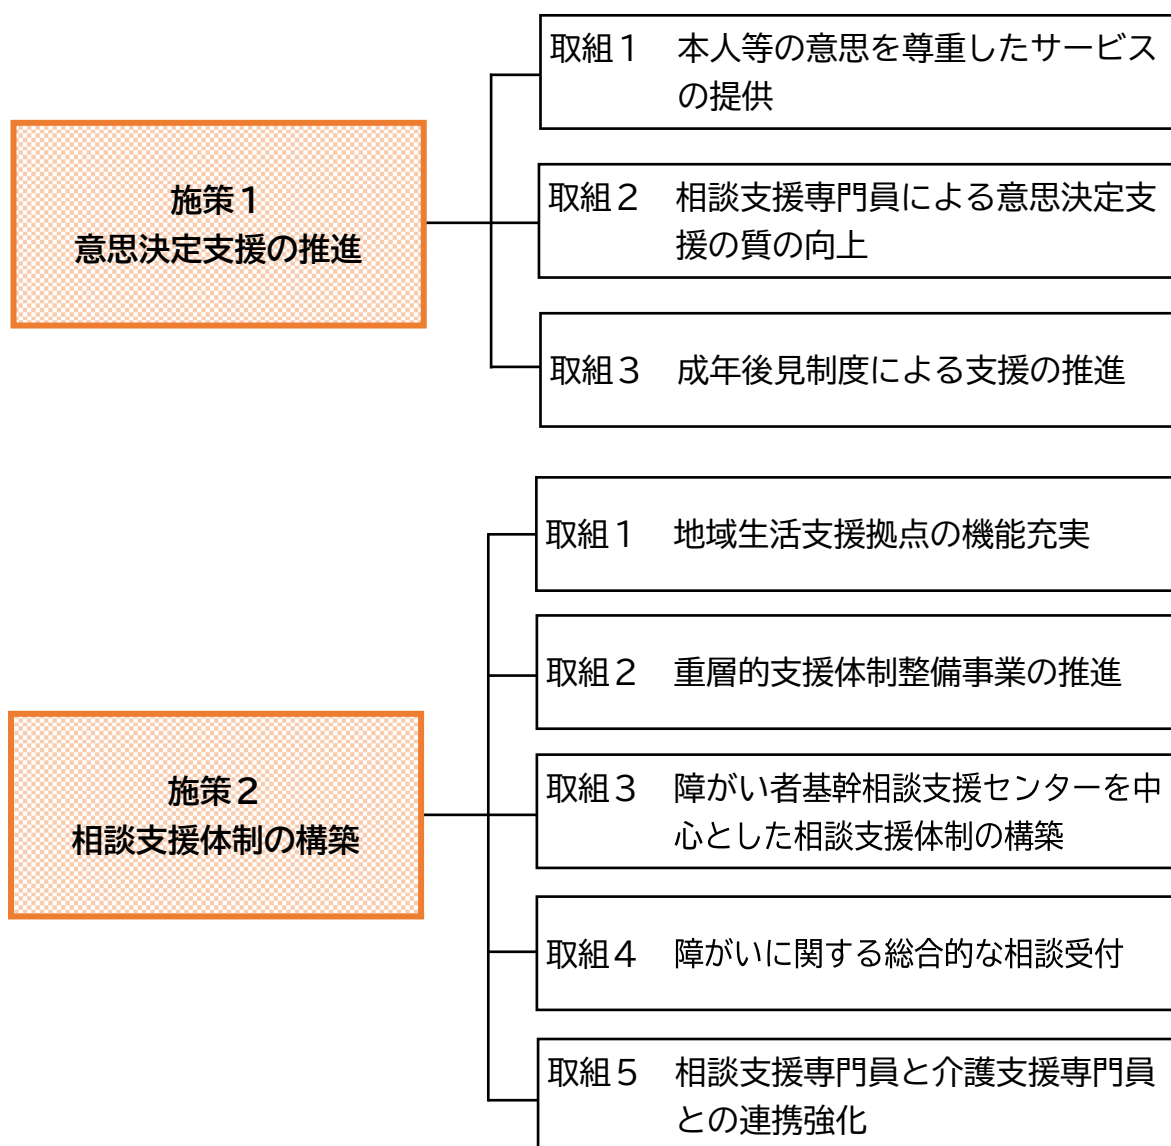 施策１
意思決定支援の推進
取組１　本人等の意思を尊重したサービス
の提供
取組２　相談支援専門員による意思決定支
援の質の向上
取組３　成年後見制度による支援の推進
施策２
相談支援体制の構築
取組１　地域生活支援拠点の機能充実
取組２　重層的支援体制整備事業の推進
取組３　障がい者基幹相談支援センターを中
心とした相談支援体制の構築
取組４　障がいに関する総合的な相談受付
取組５　相談支援専門員と介護支援専門員
との連携強化